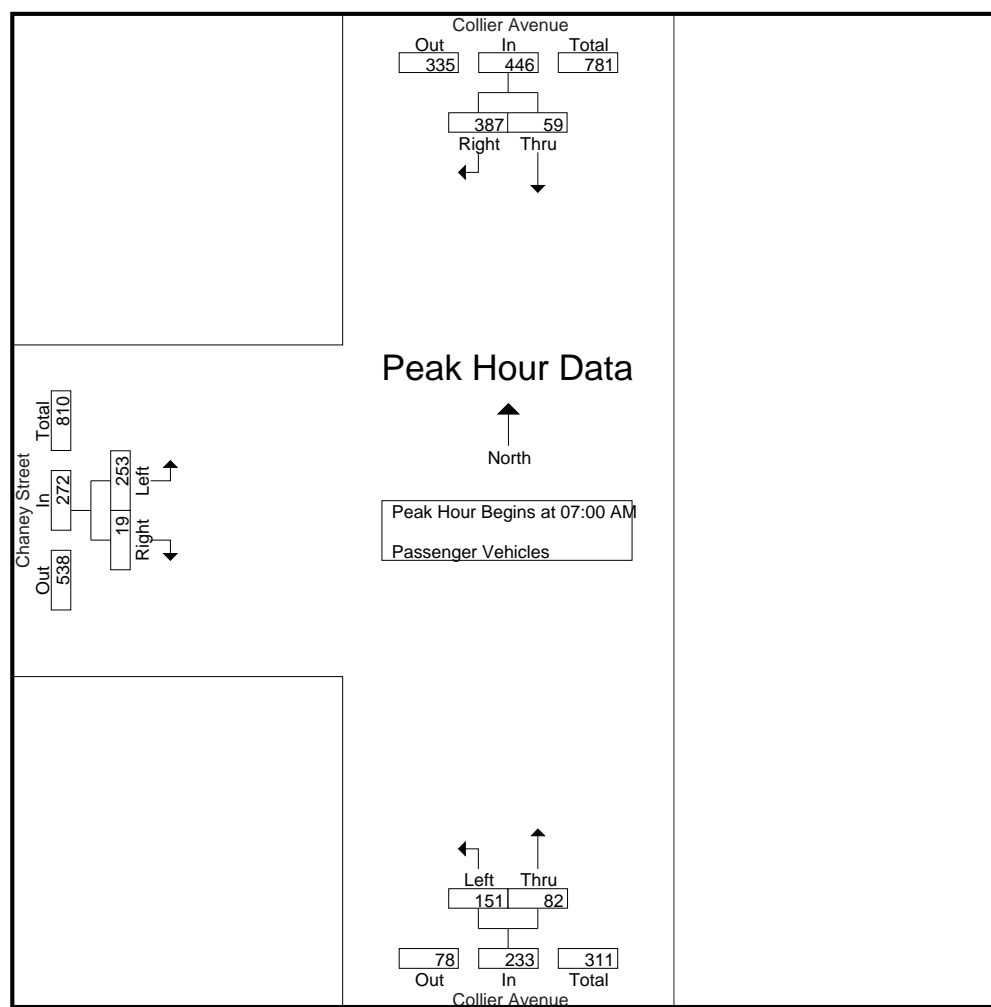 Collier Avenue
Out In Total
335 446 781
387 59
Right Thru
Peak Hour Data
North
Peak Hour Begins at 07:00 AM
Passenger Vehicles
Chaney Street
Out In Total
538 272 810
19 253
Right Left
Left Thru
151 82
78 233 311
Out In Total
Collier Avenue